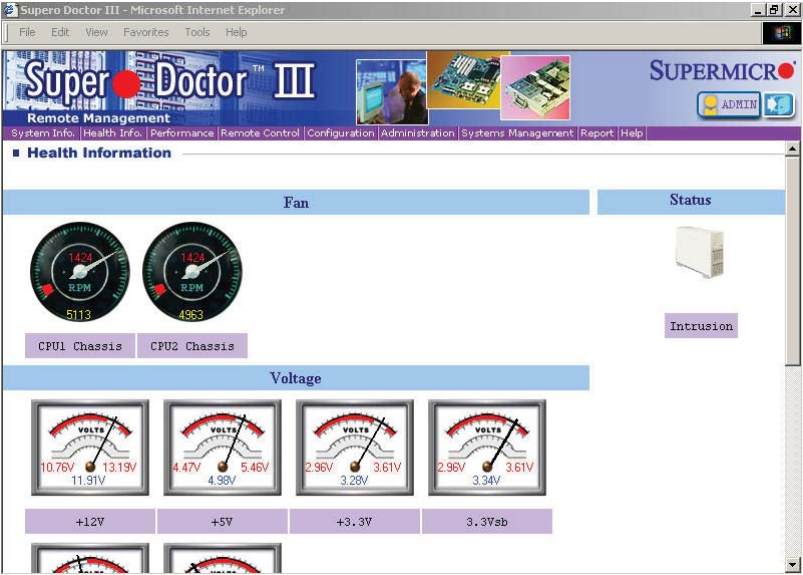 Supero Doctor III - Microsoft Internet Explorer
File Edit View Favorites Tools Help
Super Doctor™ III
SUPERMICR
Remote Management
ADMIN
System Info. Health Info. Performance Remote Control Configuration Administration Systems Management Report Help
Health Information
Fan
Status
1424
RPM
5113
1424
RPM
4963
CPU1 Chassis
CPU2 Chassis
Intrusion
Voltage
VOLTS
10.76V 13.19V
11.91V
VOLTS
4.47V 5.46V
4.98V
VOLTS
2.96V 3.61V
3.28V
VOLTS
2.96V 3.61V
3.34V
+12V
+5V
+3.3V
3.3Vsb